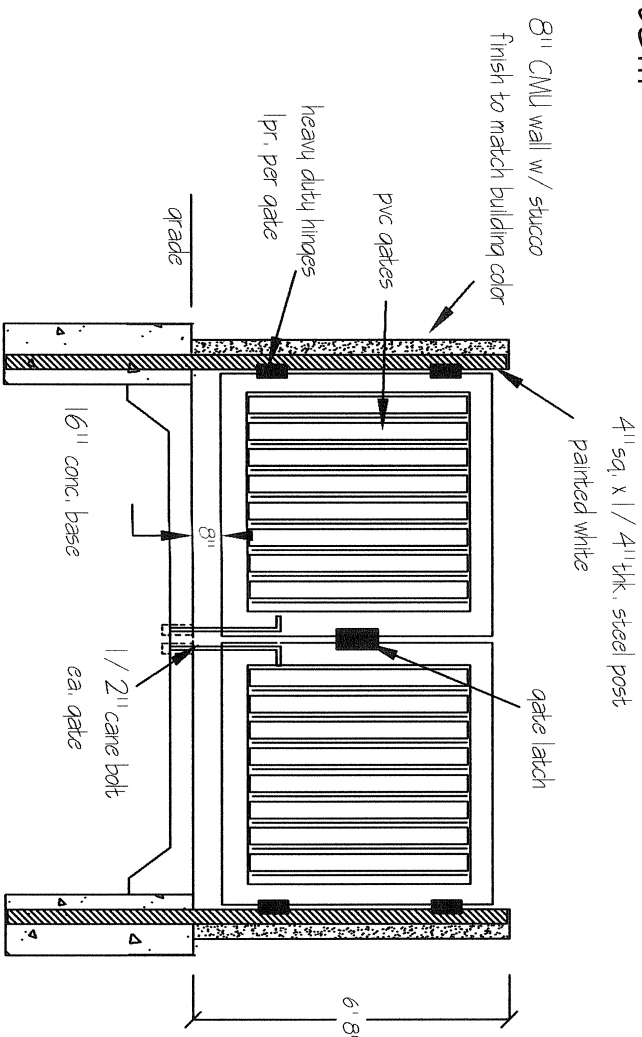 8" CMU wall w/ stucco
finish to match building color
4" sq. x 1/4" thk. steel post
painted white
heavy duty hinges
1pr. per gate
pvc gates
gate latch
grade
16" conc. base
8"
1/2" cane bolt
ea. gate
6' 8"